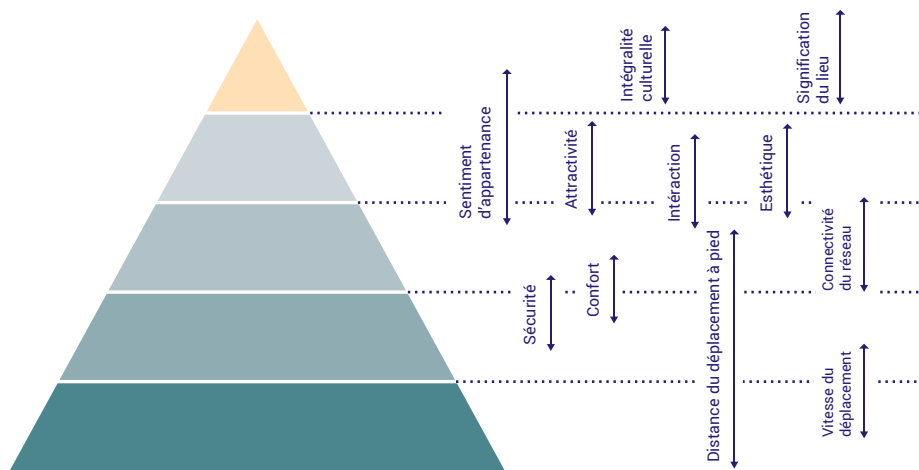 Intégralité
culturelle
Signification
du lieu
Sentiment
d'appartenance
Attractivité
Intéraction
Esthétique
Connectivité
du réseau
Sécurité
Confort
Distance du déplacement à pied
Vitesse du
déplacement